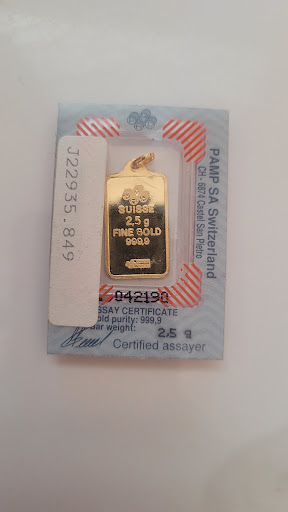 J22935.849
PAMP SA Switzerland
CH - 6874 Castel San Pietro
SUISSE
2,5 g
FINE GOLD
999,9
042190
ASSAY CERTIFICATE
purity: 999,9
bar weight: 2.5 g
Certified assayer